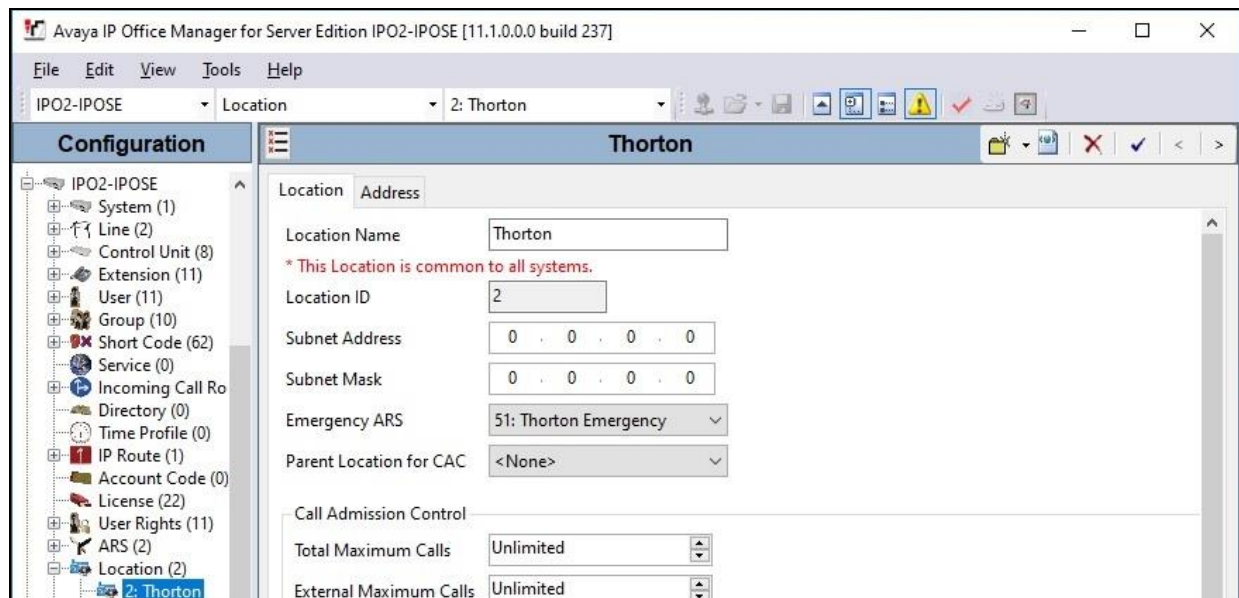 Avaya IP Office Manager for Server Edition IPO2-IPOSE [11.1.0.0.0 build 237]
File Edit View Tools Help
IPO2-IPOSE Location 2: Thorton
Configuration
Thorton
IPO2-IPOSE
System (1)
Line (2)
Control Unit (8)
Extension (11)
User (11)
Group (10)
Short Code (62)
Service (0)
Incoming Call Ro
Directory (0)
Time Profile (0)
IP Route (1)
Account Code (0)
License (22)
User Rights (11)
ARS (2)
Location (2)
2: Thorton
Location Address
Location Name Thorton
* This Location is common to all systems.
Location ID 2
Subnet Address 0 . 0 . 0 . 0
Subnet Mask 0 . 0 . 0 . 0
Emergency ARS 51: Thorton Emergency
Parent Location for CAC <None>
Call Admission Control
Total Maximum Calls Unlimited
External Maximum Calls Unlimited